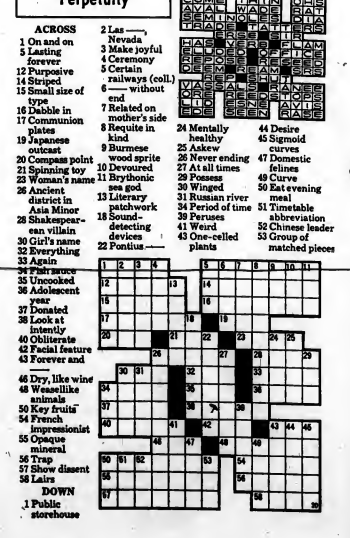 Perpetuity
ACROSS
1 On and on
5 Lasting
forever
12 Purposive
14 Striped
15 Small size of
type
16 Dabble in
17 Communion
plates
19 Japanese
outcast
20 Compass point
21 Spinning toy
23 Woman's name
26 Ancient
district in
Asia Minor
28 Shakespear-
ean villain
30 Girl's name
32 Everything
33 Again
34 Fish sauce
35 Uncooked
36 Adolescent
year
37 Donated
38 Look at
intently
40 Obliterate
42 Facial feature
43 Forever and
——
46 Dry, like wine
48 Weasellike
animals
50 Key fruits
54 French
impressionist
55 Opaque
mineral
56 Trap
57 Show dissent
58 Lairs
DOWN
1 Public
storehouse
2 Las ——,
Nevada
3 Make joyful
4 Ceremony
5 Certain
railways (coll.)
6 —— without
end
7 Related on
mother's side
8 Requite in
kind
9 Burmese
wood sprite
10 Devoured
11 Brythonic
sea god
13 Literary
patchwork
18 Sound-
detecting
devices
22 Pontius ——
24 Mentally
healthy
25 Askew
26 Never ending
27 At all times
29 Possess
30 Winged
31 Russian river
34 Period of time
39 Peruses
41 Weird
43 One-celled
plants
44 Desire
45 Sigmoid
curves
47 Domestic
felines
49 Curve
50 Eat evening
meal
51 Timetable
abbreviation
52 Chinese leader
53 Group of
matched pieces
1 2 3 4 5 6 7 8 9 10 11
12 13 14
15 16
17 18 19
20 21 22 23 24 25
26 27 28 29
30 31 32 33
34 35 36
37 38 39
40 41 42 43 44 45
46 47 48 49
50 51 52 53 54
55 56
57 58
20